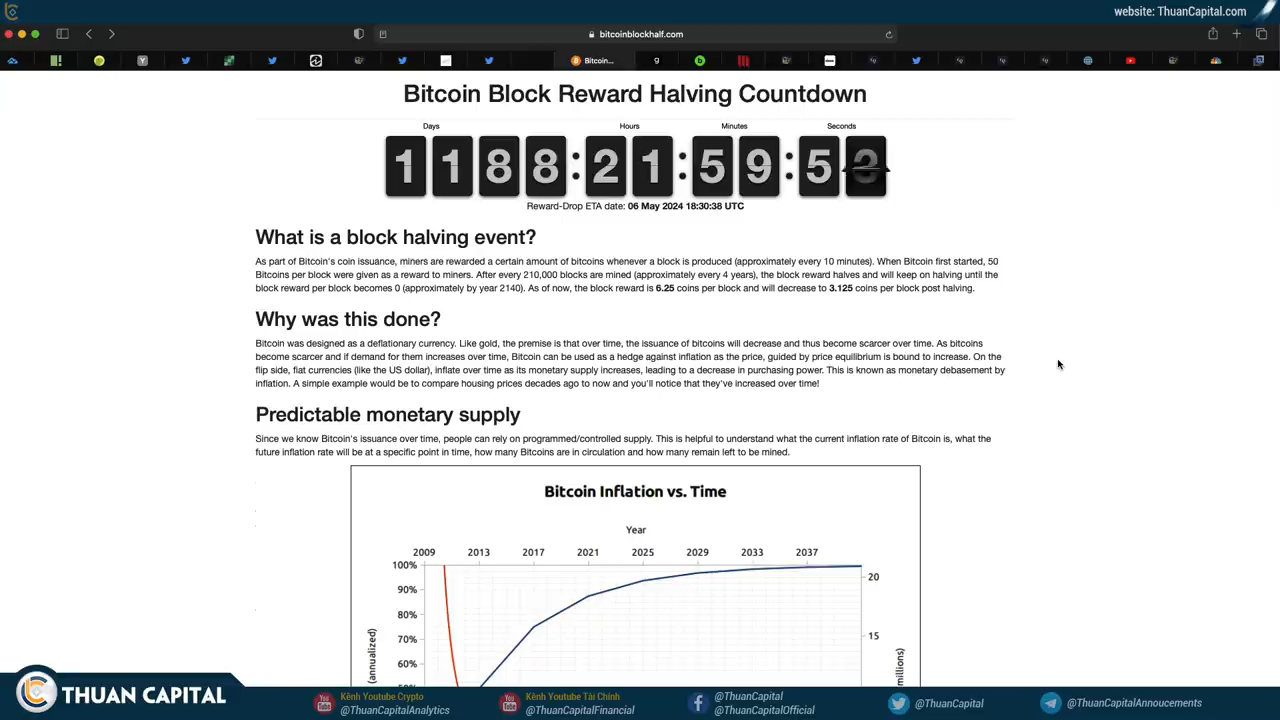 website: ThuanCapital.com
bitcoinblockhalf.com
Bitcoin...
Bitcoin Block Reward Halving Countdown
Days Hours Minutes Seconds
1188:21:59:5
Reward-Drop ETA date: 06 May 2024 18:30:38 UTC
What is a block halving event?
As part of Bitcoin's coin issuance, miners are rewarded a certain amount of bitcoins whenever a block is produced (approximately every 10 minutes). When Bitcoin first started, 50
Bitcoins per block were given as a reward to miners. After every 210,000 blocks are mined (approximately every 4 years), the block reward halves and will keep on halving until the
block reward per block becomes 0 (approximately by year 2140). As of now, the block reward is 6.25 coins per block and will decrease to 3.125 coins per block post halving.
Why was this done?
Bitcoin was designed as a deflationary currency. Like gold, the premise is that over time, the issuance of bitcoins will decrease and thus become scarcer over time. As bitcoins
become scarcer and if demand for them increases over time, Bitcoin can be used as a hedge against inflation as the price, guided by price equilibrium is bound to increase. On the
flip side, fiat currencies (like the US dollar), inflate over time as its monetary supply increases, leading to a decrease in purchasing power. This is known as monetary debasement by
inflation. A simple example would be to compare housing prices decades ago to now and you'll notice that they've increased over time!
Predictable monetary supply
Since we know Bitcoin's issuance over time, people can rely on programmed/controlled supply. This is helpful to understand what the current inflation rate of Bitcoin is, what the
future inflation rate will be at a specific point in time, how many Bitcoins are in circulation and how many remain left to be mined.
Bitcoin Inflation vs. Time
Year
2009 2013 2017 2021 2025 2029 2033 2037
100%
20
90%
80%
15
70%
60%
(annualized)
millions)
THUAN CAPITAL
Kênh Youtube Crypto
@ThuanCapitalAnalytics
Kênh Youtube Tài Chính
@ThuanCapitalFinancial
@ThuanCapital
@ThuanCapitalOfficial
@ThuanCapital
@ThuanCapitalAnnoucements